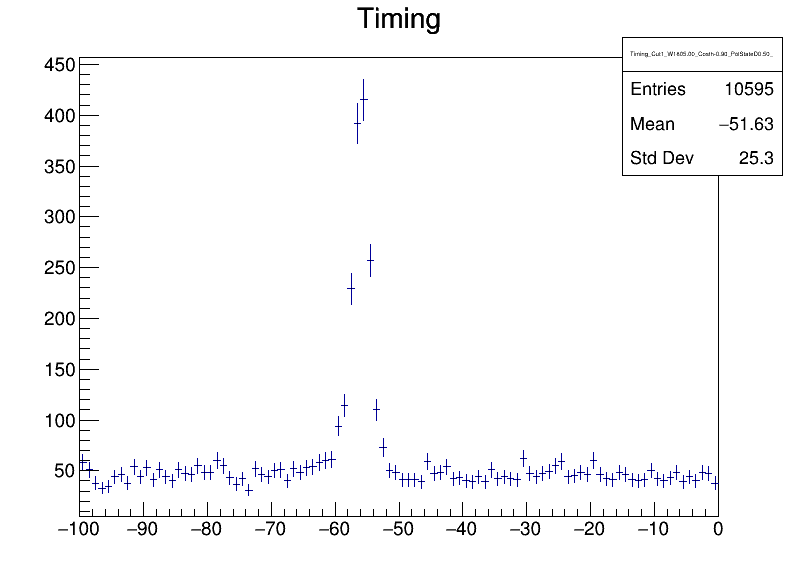 Timing
Timing_Cut1_W1605.00_Costh-0.90_PolStateD0.50_
Entries 10595
Mean −51.63
Std Dev 25.3
450
400
350
300
250
200
150
100
50
−100 −90 −80 −70 −60 −50 −40 −30 −20 −10 0